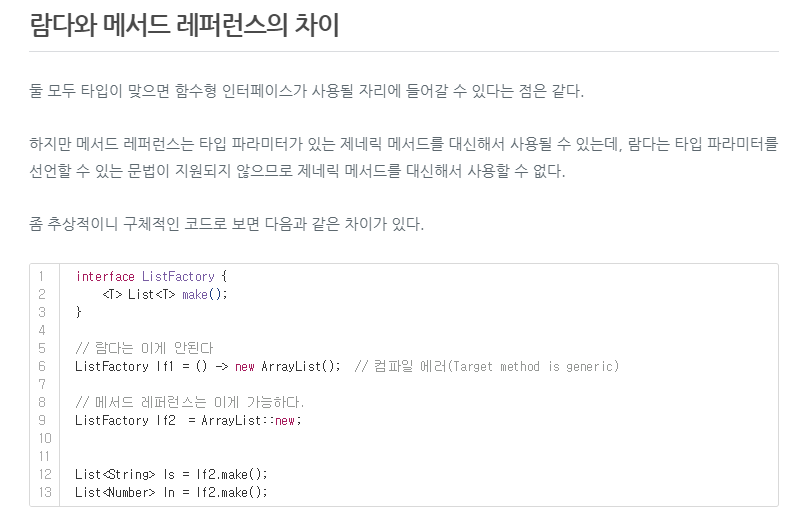 람다와 메서드 레퍼런스의 차이
둘 모두 타입이 맞으면 함수형 인터페이스가 사용될 자리에 들어갈 수 있다는 점은 같다.
하지만 메서드 레퍼런스는 타입 파라미터가 있는 제네릭 메서드를 대신해서 사용될 수 있는데, 람다는 타입 파라미터를
선언할 수 있는 문법이 지원되지 않으므로 제네릭 메서드를 대신해서 사용할 수 없다.
좀 추상적이니 구체적인 코드로 보면 다음과 같은 차이가 있다.
1 interface ListFactory {
2 <T> List<T> make();
3 }
4
5 // 람다는 이게 안된다
6 ListFactory lf1 = () -> new ArrayList(); // 컴파일 에러(Target method is generic)
7
8 // 메서드 레퍼런스는 이게 가능하다.
9 ListFactory lf2 = ArrayList::new;
10
11
12 List<String> ls = lf2.make();
13 List<Number> ln = lf2.make();